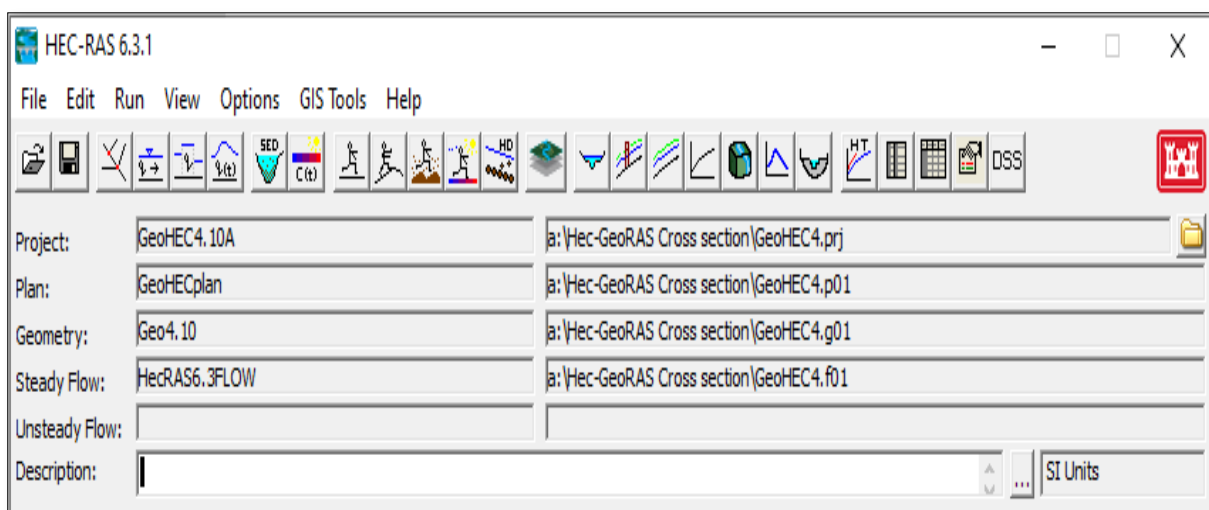 HEC-RAS 6.3.1
File Edit Run View Options GIS Tools Help
SED C(t) HD HT DSS
Project: GeoHEC4.10A a:\Hec-GeoRAS Cross section\GeoHEC4.prj
Plan: GeoHECplan a:\Hec-GeoRAS Cross section\GeoHEC4.p01
Geometry: Geo4.10 a:\Hec-GeoRAS Cross section\GeoHEC4.g01
Steady Flow: HecRAS6.3FLOW a:\Hec-GeoRAS Cross section\GeoHEC4.f01
Unsteady Flow:
Description: ... SI Units